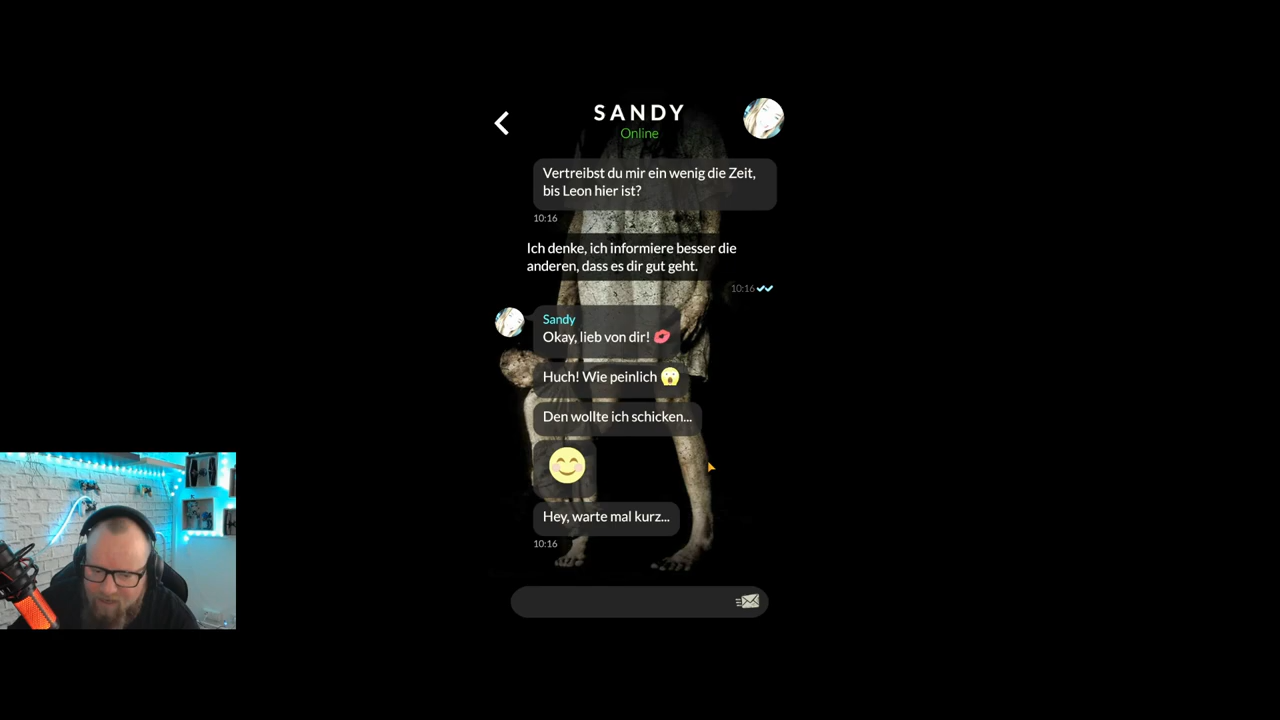 SANDY
Online
Vertreibst du mir ein wenig die Zeit,
bis Leon hier ist?
10:16
Ich denke, ich informiere besser die
anderen, dass es dir gut geht.
10:16
Sandy
Okay, lieb von dir! 💋
Huch! Wie peinlich 😱
Den wollte ich schicken...
😊
Hey, warte mal kurz...
10:16